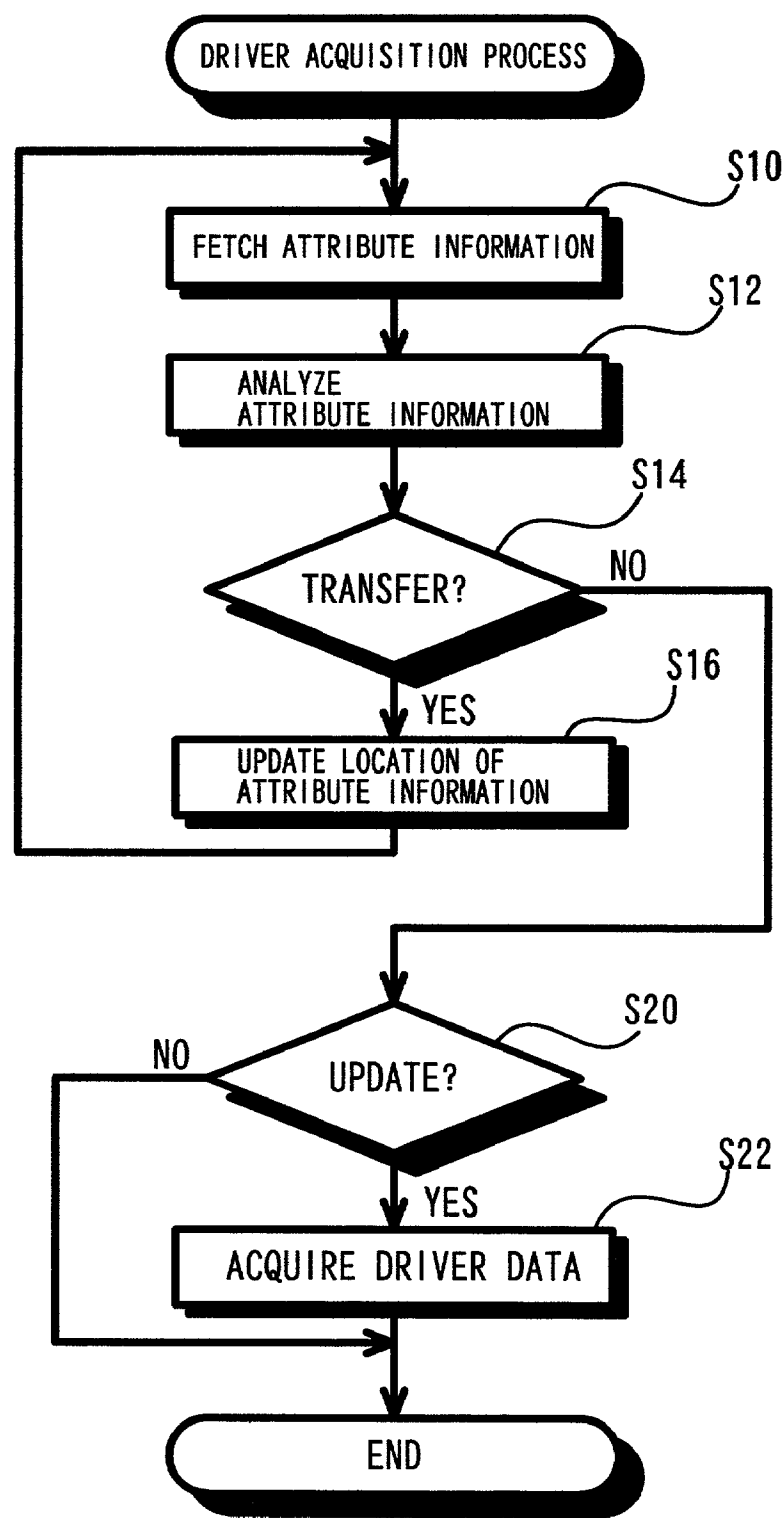 DRIVER ACQUISITION PROCESS
S10
FETCH ATTRIBUTE INFORMATION
S12
ANALYZE
ATTRIBUTE INFORMATION
S14
TRANSFER?
NO
YES
S16
UPDATE LOCATION OF
ATTRIBUTE INFORMATION
S20
NO
UPDATE?
YES
S22
ACQUIRE DRIVER DATA
END